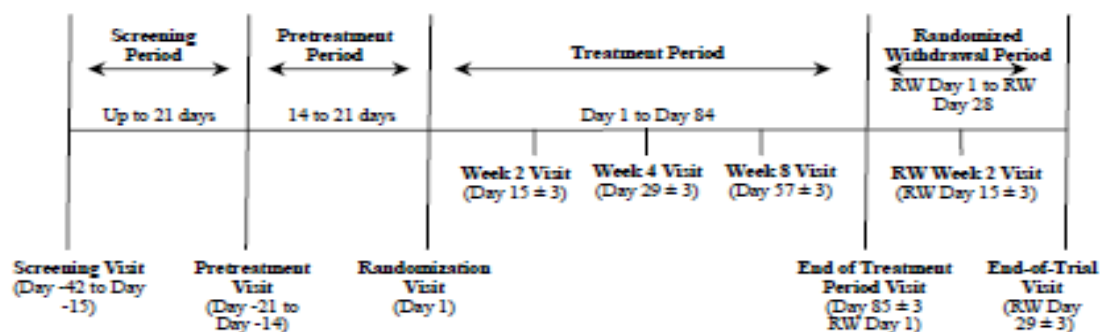 Screening
Period
Pretreatment
Period
Treatment Period
Randomized
Withdrawal Period
Up to 21 days
14 to 21 days
Day 1 to Day 84
RW Day 1 to RW
Day 28
Week 2 Visit
(Day 15 ± 3)
Week 4 Visit
(Day 29 ± 3)
Week 8 Visit
(Day 57 ± 3)
RW Week 2 Visit
(RW Day 15 ± 3)
Screening Visit
(Day -42 to Day
-15)
Pretreatment
Visit
(Day -21 to
Day -14)
Randomization
Visit
(Day 1)
End of Treatment
Period Visit
(Day 85 ± 3
RW Day 1)
End-of-Trial
Visit
(RW Day
29 ± 3)